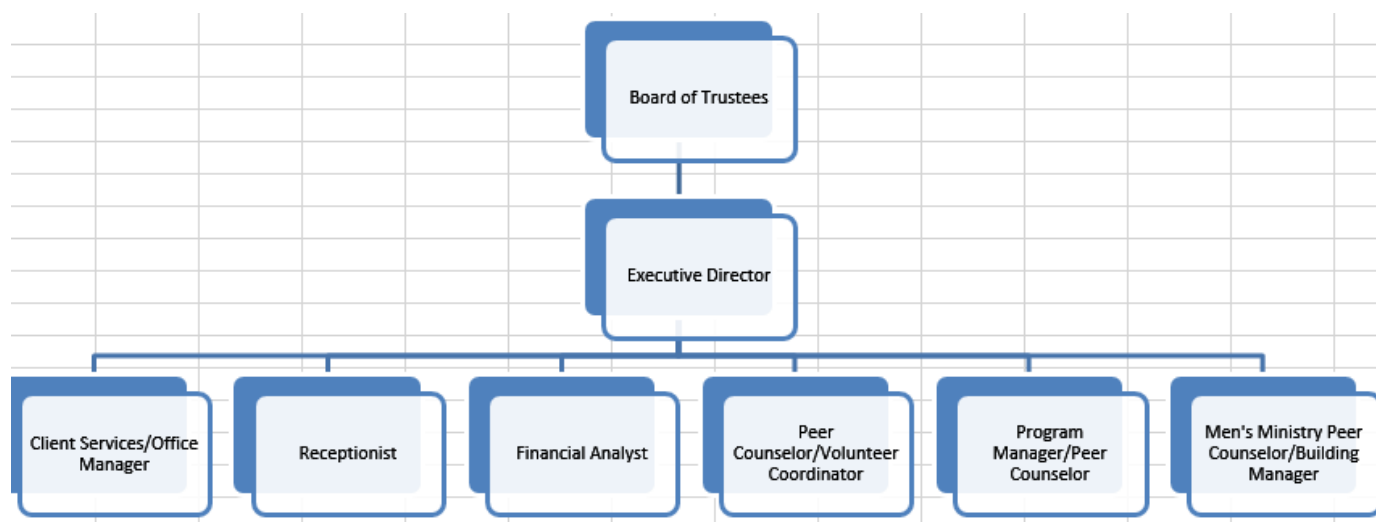 Board of Trustees
Executive Director
Client Services/Office
Manager
Receptionist
Financial Analyst
Peer
Counselor/Volunteer
Coordinator
Program
Manager/Peer
Counselor
Men's Ministry Peer
Counselor/Building
Manager